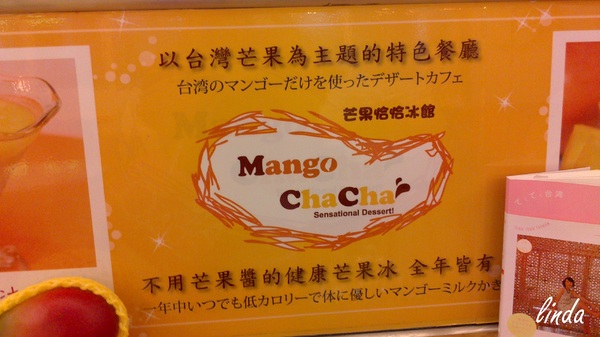 以台灣芒果為主題的特色餐廳
台湾のマンゴーだけを使ったデザートカフェ
芒果恰恰冰館
Mango
ChaCha
Sensational Dessert!
不用芒果醬的健康芒果冰 全年皆有
一年中いつでも低カロリーで体に優しいマンゴーミルクかき
linda